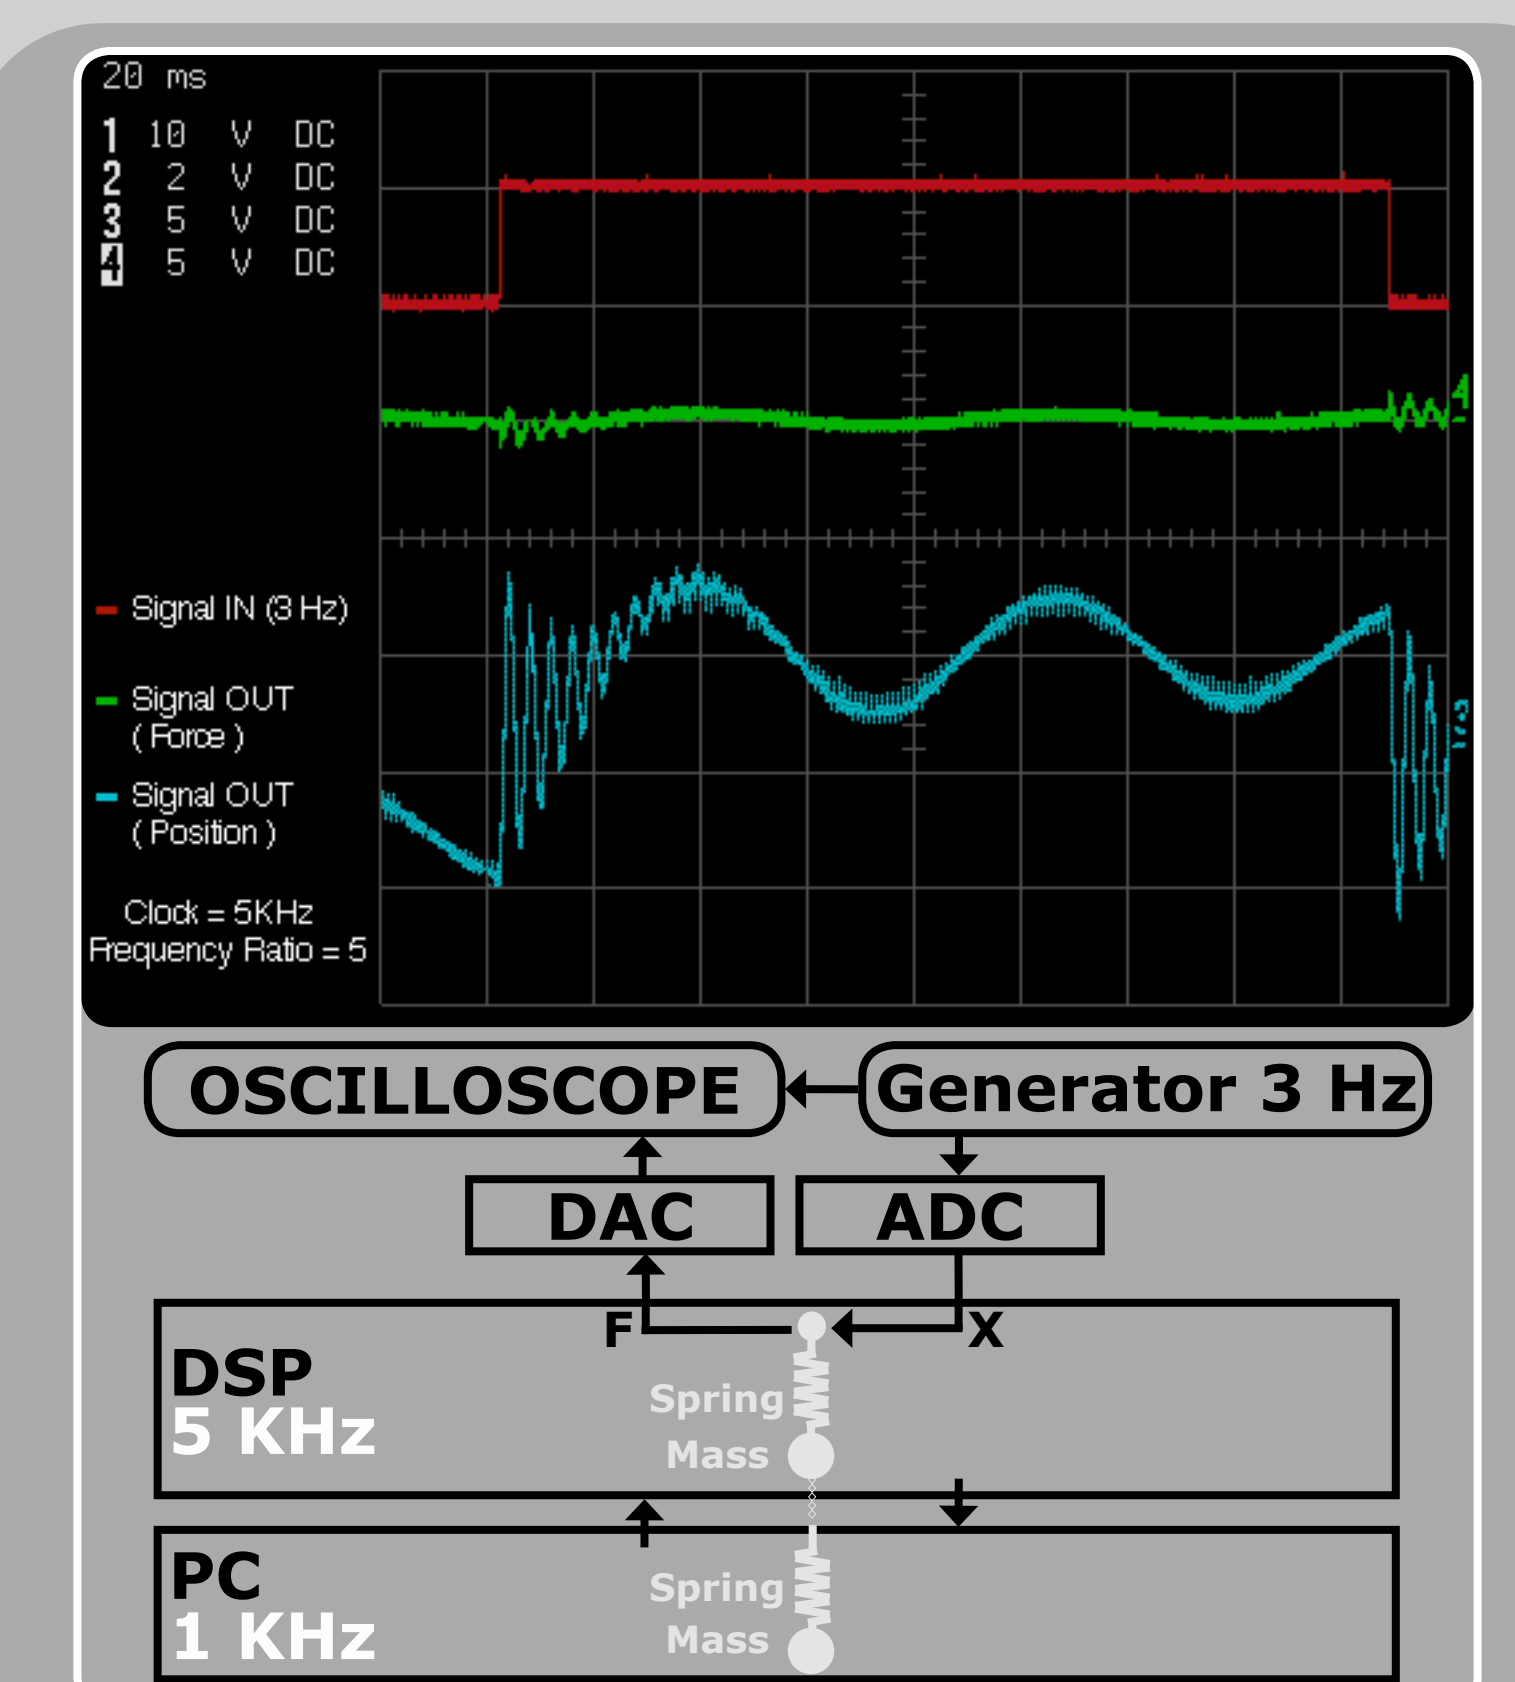 20 ms
1 10 V DC
2 2 V DC
3 5 V DC
4 5 V DC
4
Signal IN (3 Hz)
Signal OUT
( Force )
Signal OUT
( Position )
Clock = 5KHz
Frequency Ratio = 5
OSCILLOSCOPE
Generator 3 Hz
DAC
ADC
F
X
DSP
5 KHz
Spring
Mass
PC
1 KHz
Spring
Mass